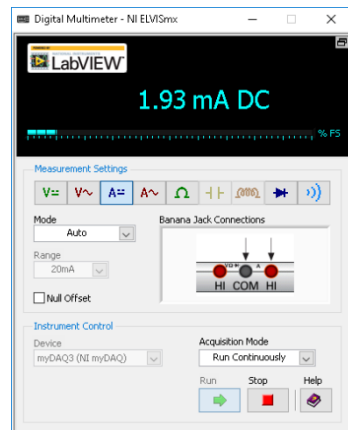 Digital Multimeter - NI ELVISmx
LabVIEW
1.93 mA DC
% FS
Measurement Settings
V V A A Ω
Mode
Auto
Banana Jack Connections
Range
20mA
HI COM HI
Null Offset
Instrument Control
Device
myDAQ3 (NI myDAQ)
Acquisition Mode
Run Continuously
Run Stop Help